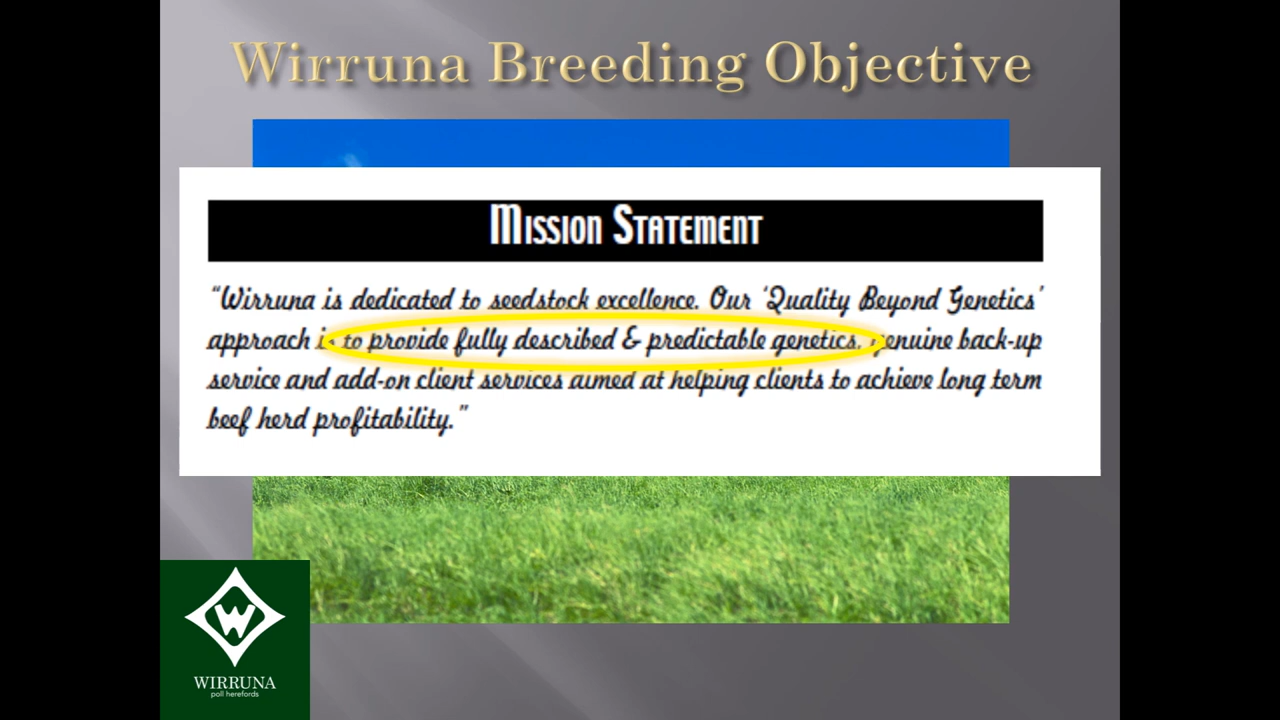 Wirruna Breeding Objective
Mission Statement
“Wirruna is dedicated to seedstock excellence. Our ‘Quality Beyond Genetics’
approach is to provide fully described & predictable genetics, genuine back-up
service and add-on client services aimed at helping clients to achieve long term
beef herd profitability.”
W
WIRRUNA
poll herefords